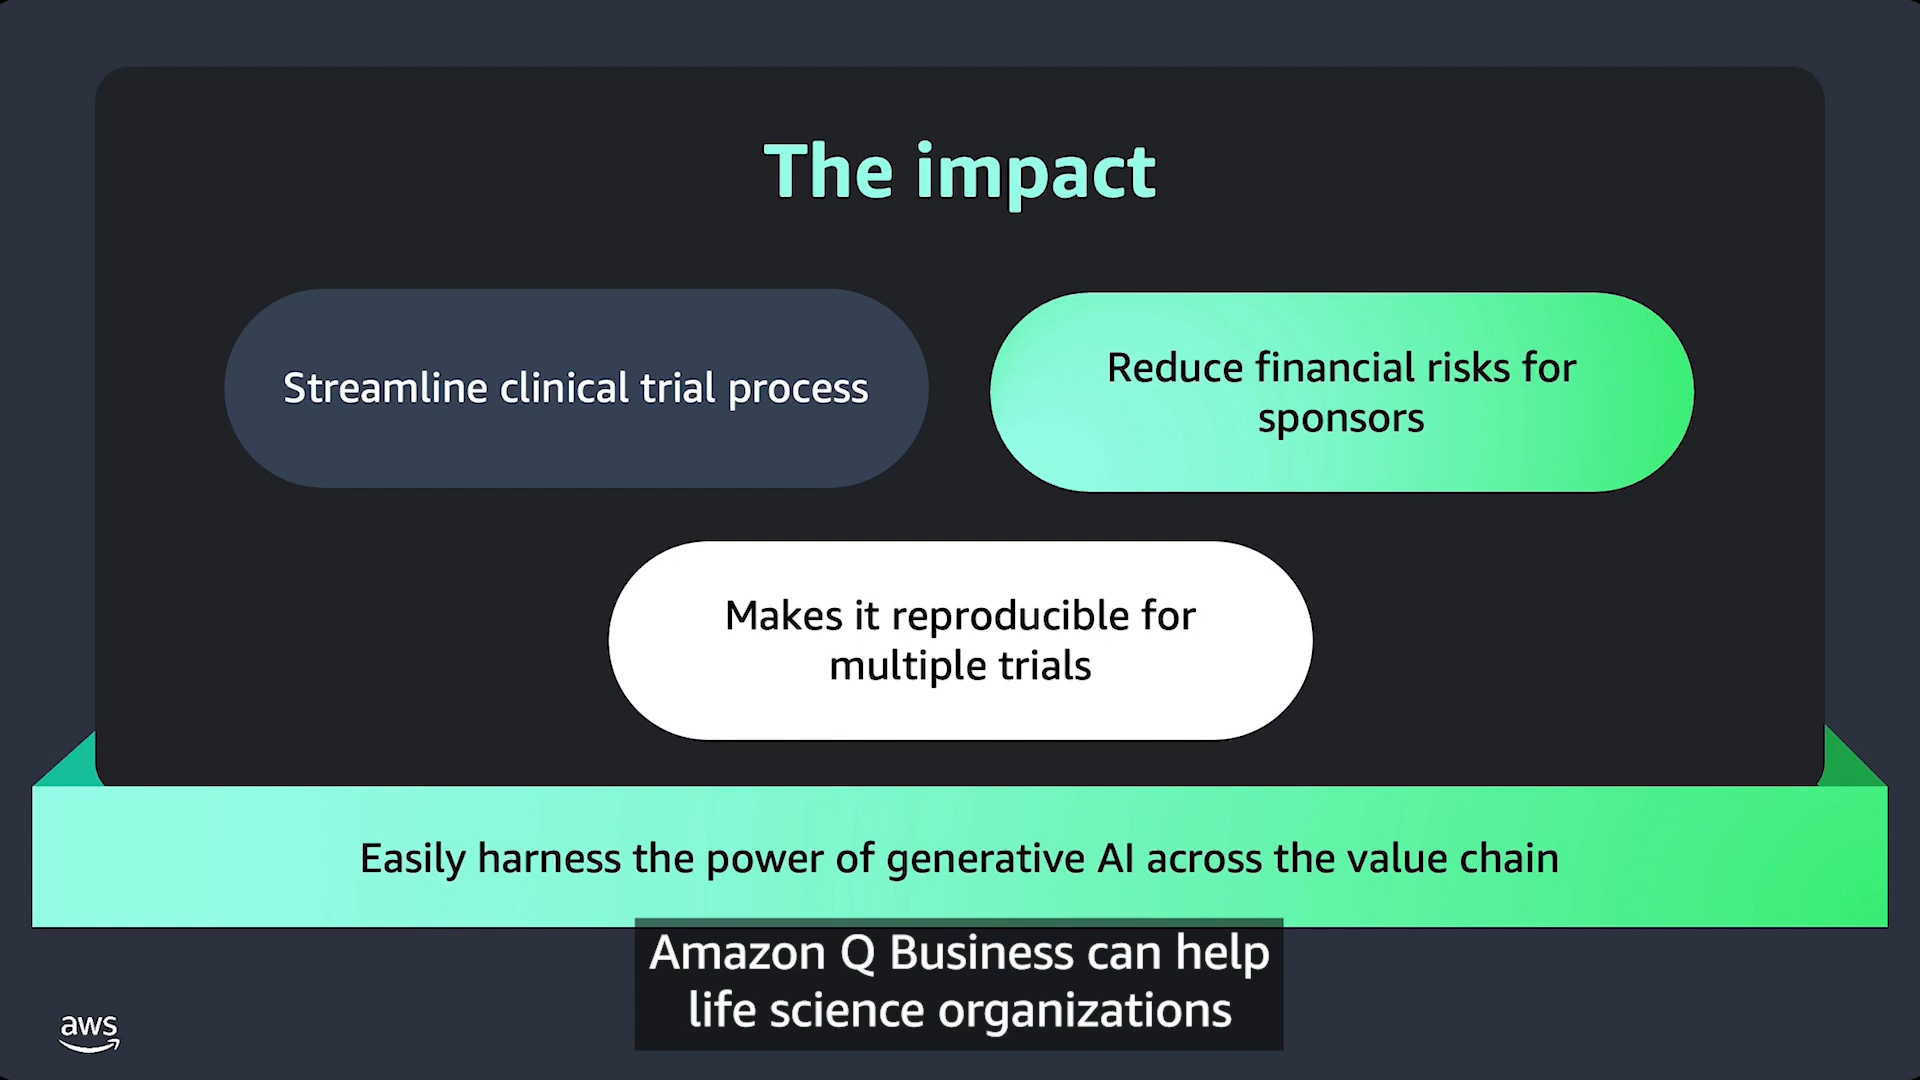 The impact
Streamline clinical trial process
Reduce financial risks for
sponsors
Makes it reproducible for
multiple trials
Easily harness the power of generative AI across the value chain
Amazon Q Business can help
life science organizations
aws